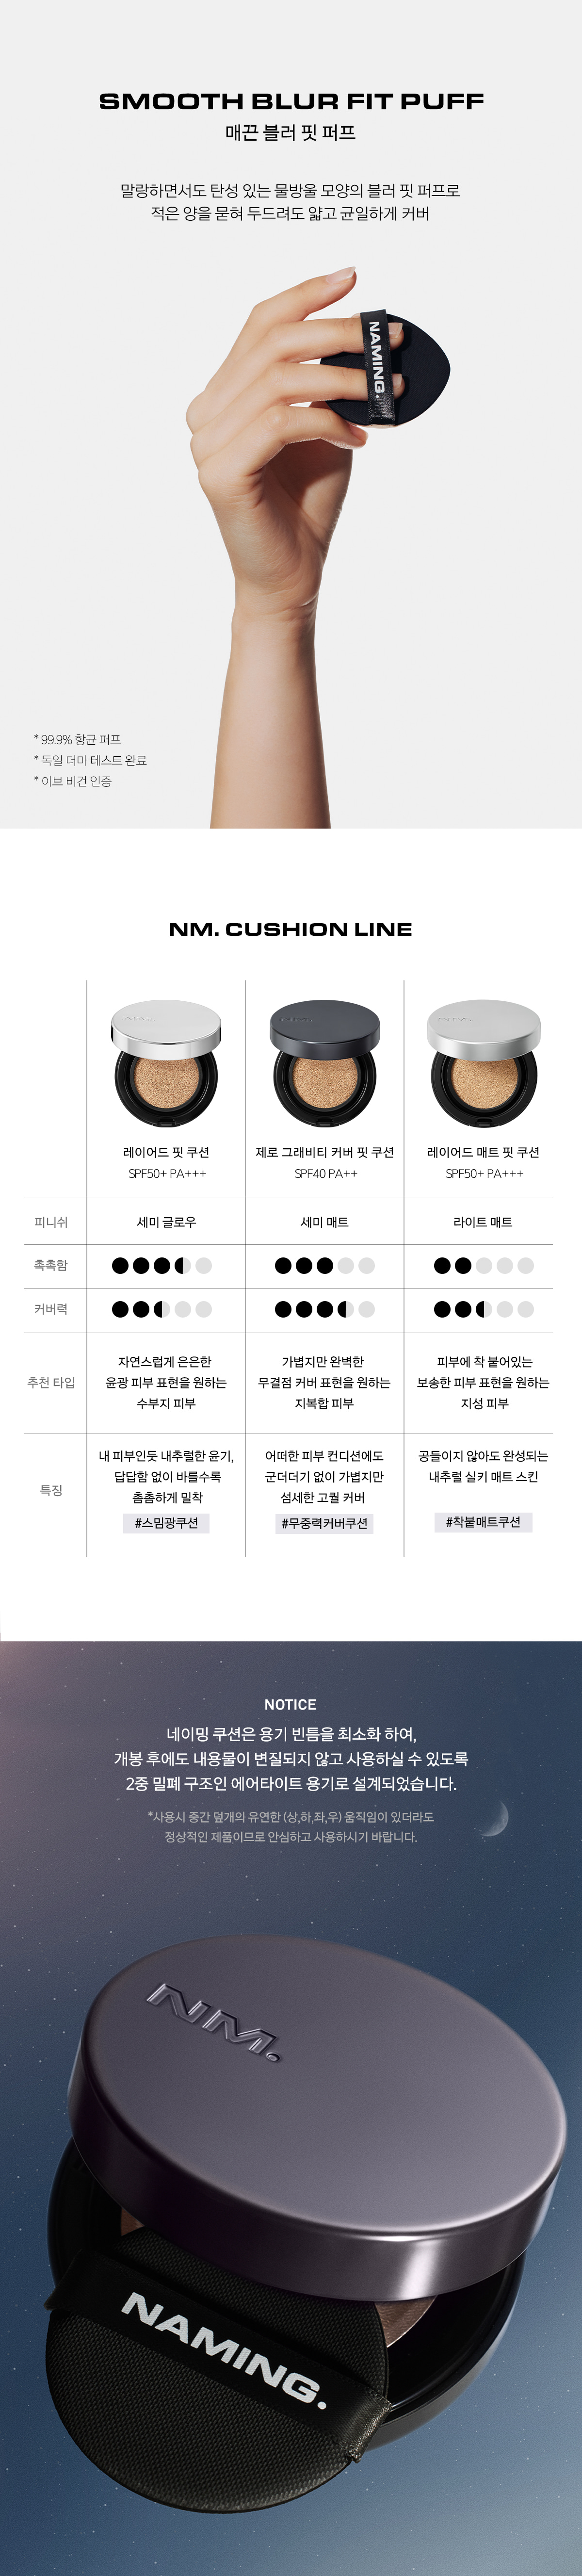 SMOOTH BLUR FIT PUFF
매끈 블러 핏 퍼프
말랑하면서도 탄성 있는 물방울 모양의 블러 핏 퍼프로
적은 양을 묻혀 두드려도 얇고 균일하게 커버
NAMING.
* 99.9% 항균 퍼프
* 독일 더마 테스트 완료
* 이브 비건 인증
NM. CUSHION LINE
NM.
NM.
NM.
레이어드 핏 쿠션
SPF50+ PA+++
제로 그래비티 커버 핏 쿠션
SPF40 PA++
레이어드 매트 핏 쿠션
SPF50+ PA+++
피니쉬
세미 글로우
세미 매트
라이트 매트
촉촉함
커버력
추천 타입
자연스럽게 은은한
윤광 피부 표현을 원하는
수부지 피부
가볍지만 완벽한
무결점 커버 표현을 원하는
지복합 피부
피부에 착 붙어있는
보송한 피부 표현을 원하는
지성 피부
특징
내 피부인듯 내추럴한 윤기,
답답함 없이 바를수록
촘촘하게 밀착
#스밈광쿠션
어떠한 피부 컨디션에도
군더더기 없이 가볍지만
섬세한 고퀄 커버
#무중력커버쿠션
공들이지 않아도 완성되는
내추럴 실키 매트 스킨
#착붙매트쿠션
NOTICE
네이밍 쿠션은 용기 빈틈을 최소화 하여,
개봉 후에도 내용물이 변질되지 않고 사용하실 수 있도록
2중 밀폐 구조인 에어타이트 용기로 설계되었습니다.
*사용시 중간 덮개의 유연한 (상,하,좌,우) 움직임이 있더라도
정상적인 제품이므로 안심하고 사용하시기 바랍니다.
NM.
NAMING.